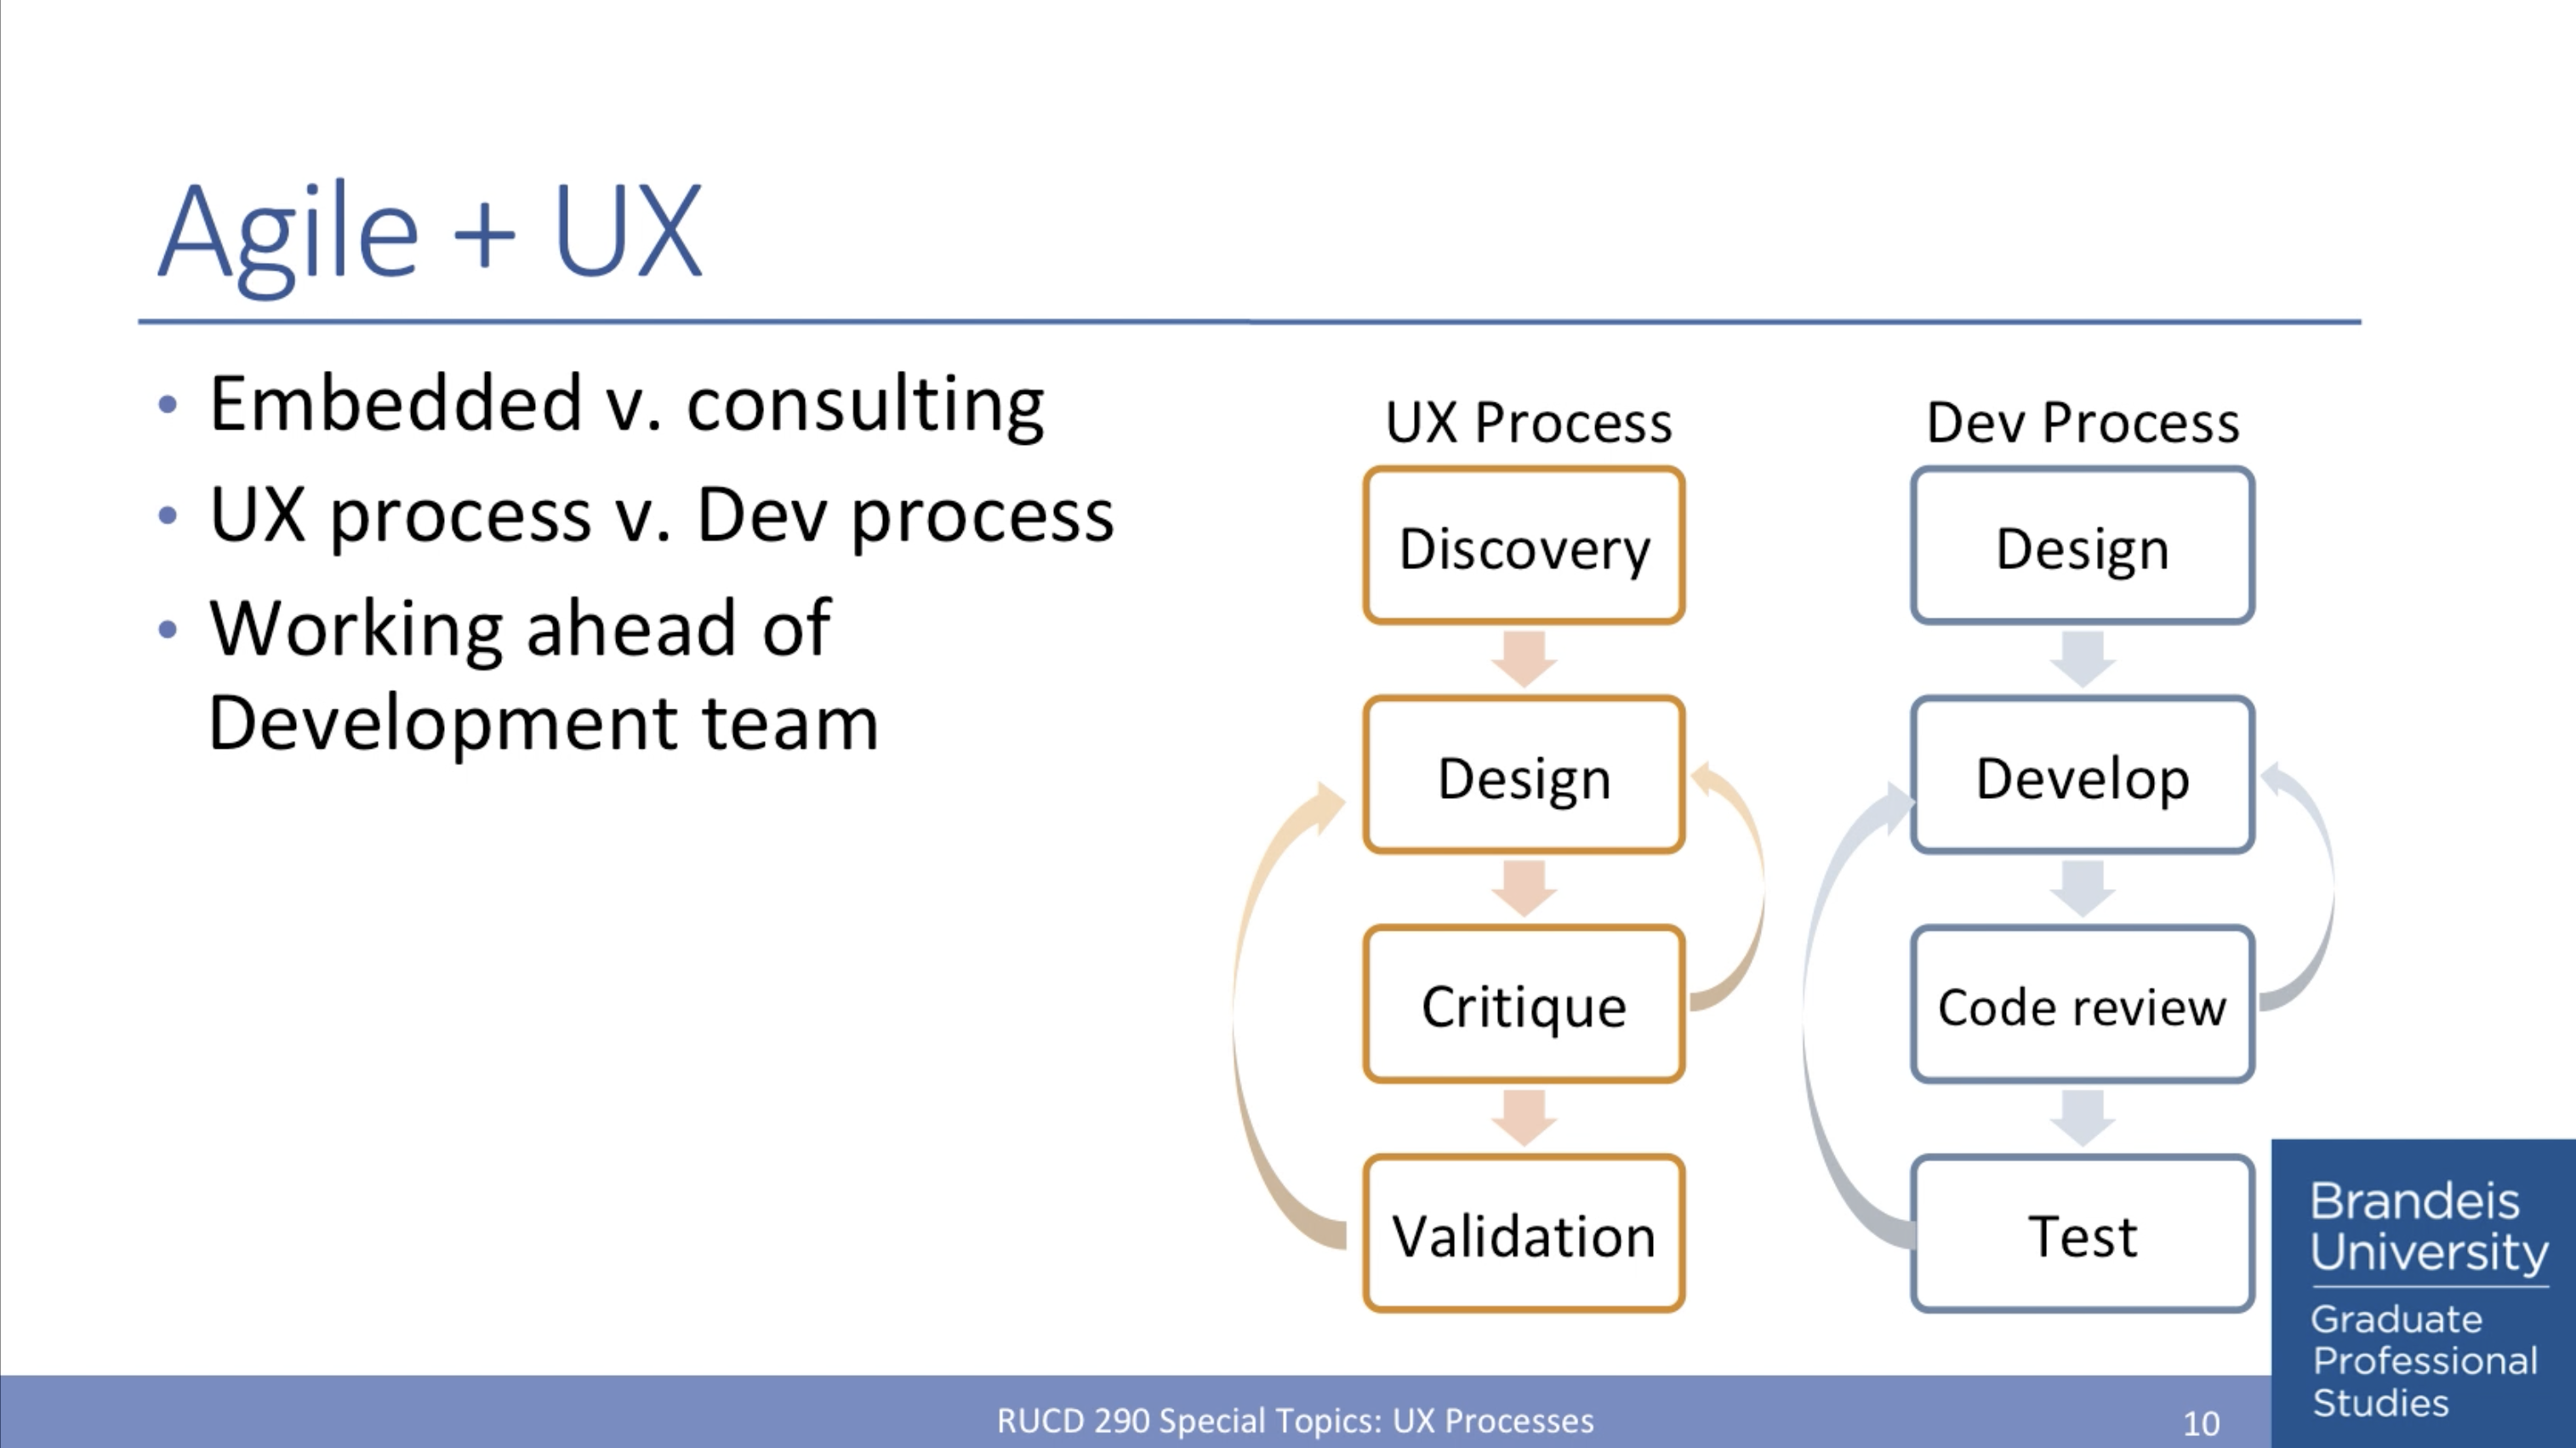 Agile + UX
• Embedded v. consulting
• UX process v. Dev process
• Working ahead of
Development team
UX Process
Discovery
Design
Critique
Validation
Dev Process
Design
Develop
Code review
Test
Brandeis
University
Graduate
Professional
Studies
RUCD 290 Special Topics: UX Processes
10